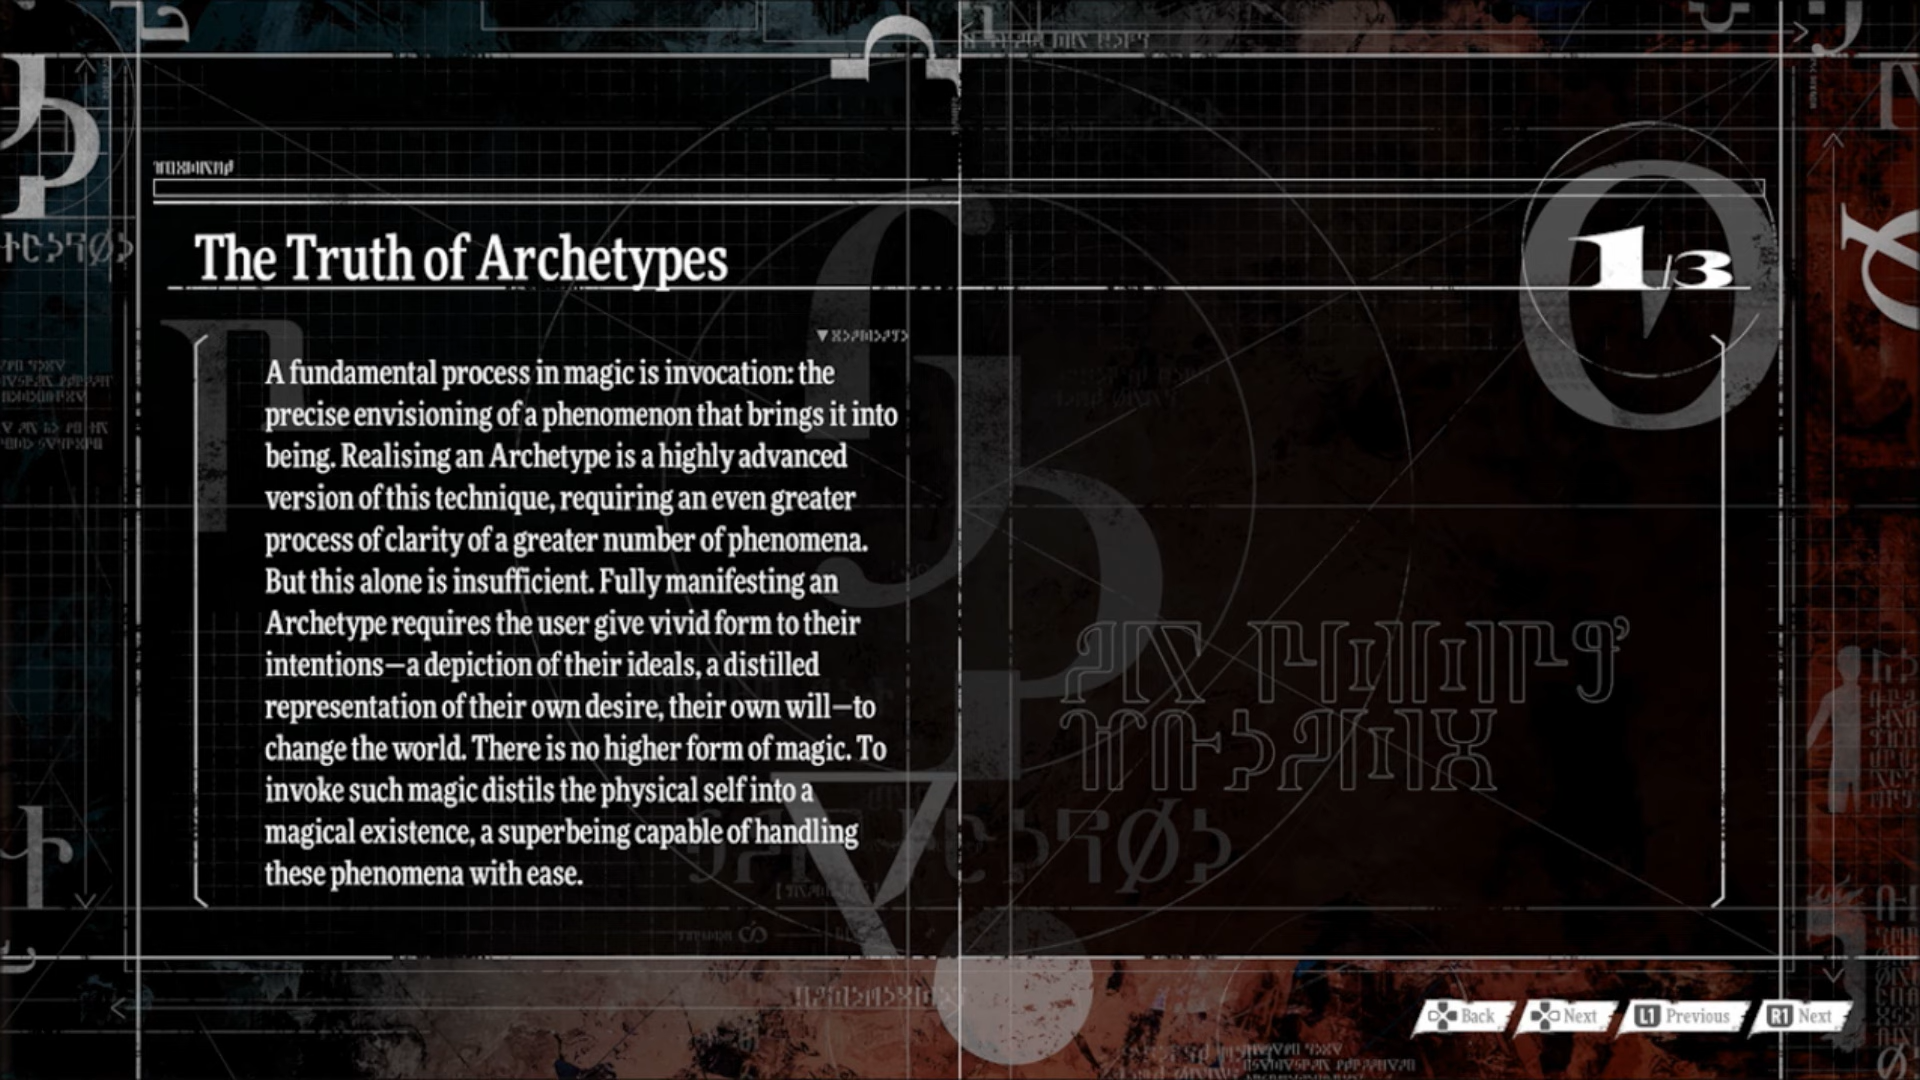 The Truth of Archetypes
1/3
A fundamental process in magic is invocation: the
precise envisioning of a phenomenon that brings it into
being. Realising an Archetype is a highly advanced
version of this technique, requiring an even greater
process of clarity of a greater number of phenomena.
But this alone is insufficient. Fully manifesting an
Archetype requires the user give vivid form to their
intentions—a depiction of their ideals, a distilled
representation of their own desire, their own will—to
change the world. There is no higher form of magic. To
invoke such magic distils the physical self into a
magical existence, a superbeing capable of handling
these phenomena with ease.
Back Next L1 Previous R1 Next